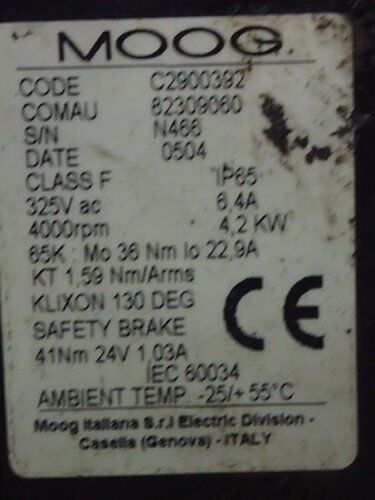 MOOG
CODE C2900392
COMAU 82309060
S/N N466
DATE 0504
CLASS F IP65
325V ac 6,4A
4000rpm 4,2 KW
65K : Mo 36 Nm Io 22,9A
KT 1,59 Nm/Arms
KLIXON 130 DEG
SAFETY BRAKE
41Nm 24V 1,03A
IEC 60034
AMBIENT TEMP. -25/+ 55°C
CE
Moog Italiana S.r.l Electric Division -
Casella (Genova) - ITALY